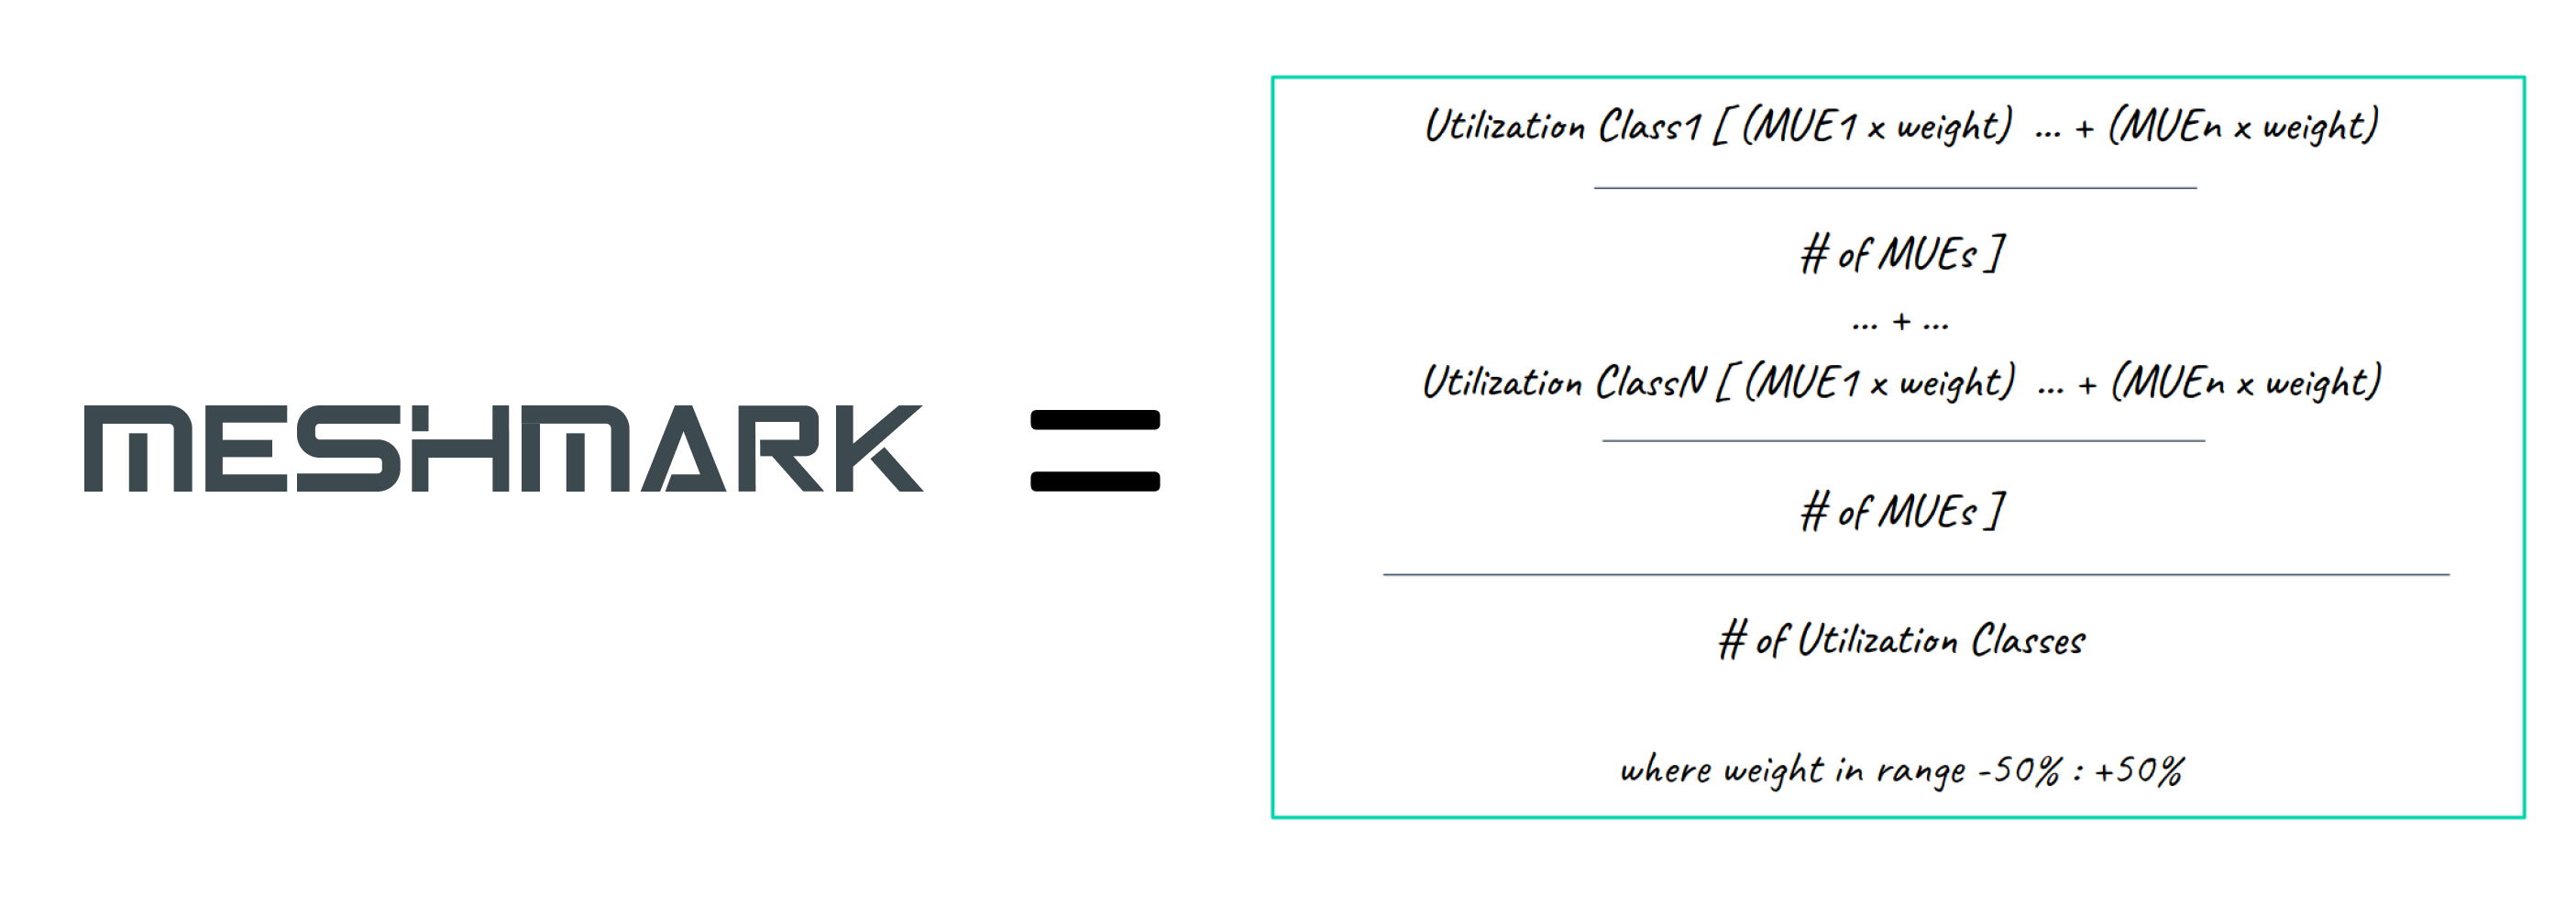 MESHMARK
=
Utilization Class1 [ (MUE1 x weight) ... + (MUEn x weight)
# of MUEs ]
... + ...
Utilization ClassN [ (MUE1 x weight) ... + (MUEn x weight)
# of MUEs ]
# of Utilization Classes
where weight in range -50% : +50%